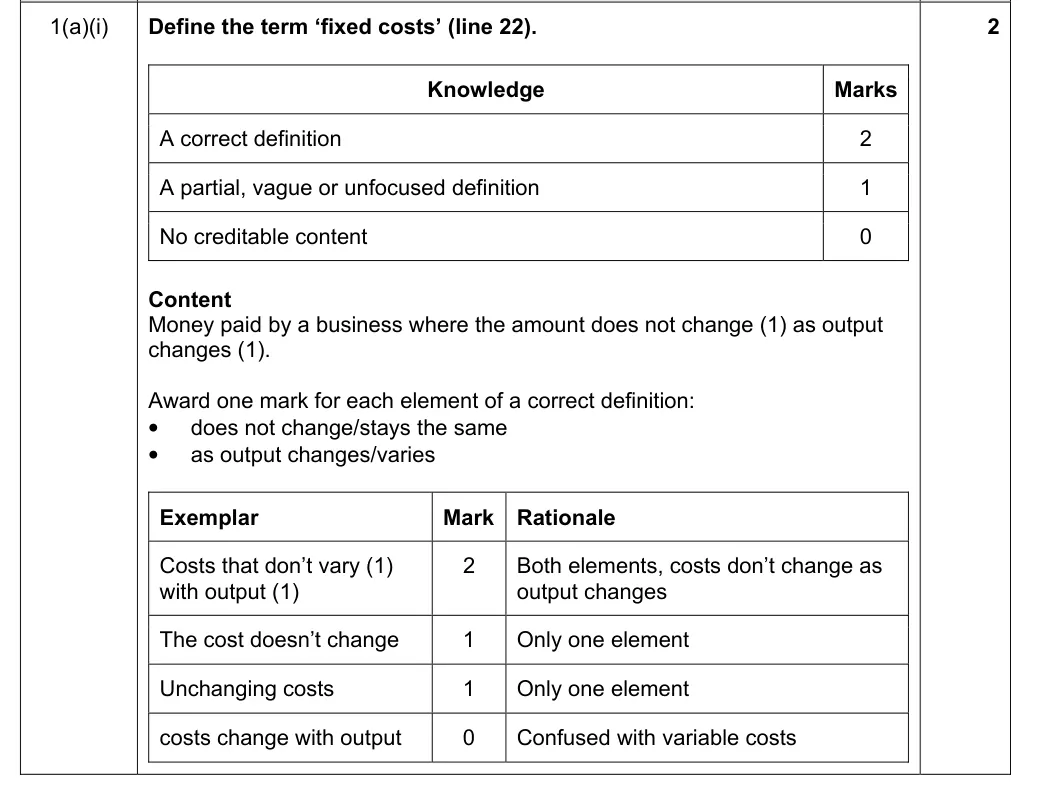 1(a)(i) Define the term ‘fixed costs’ (line 22). 2
Knowledge Marks
A correct definition 2
A partial, vague or unfocused definition 1
No creditable content 0
Content
Money paid by a business where the amount does not change (1) as output
changes (1).
Award one mark for each element of a correct definition:
• does not change/stays the same
• as output changes/varies
Exemplar Mark Rationale
Costs that don’t vary (1) 2 Both elements, costs don’t change as
with output (1) output changes
The cost doesn’t change 1 Only one element
Unchanging costs 1 Only one element
costs change with output 0 Confused with variable costs